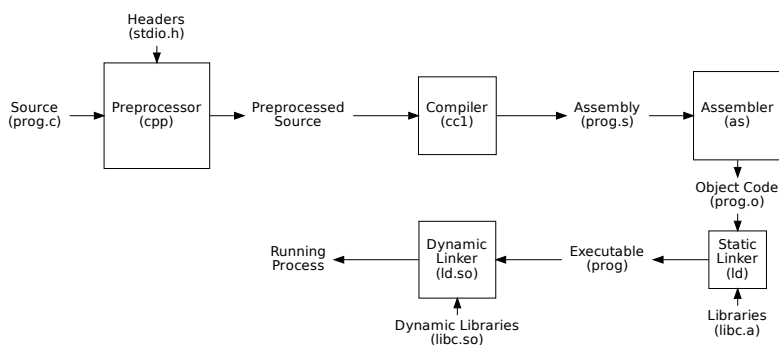 Headers
(stdio.h)
Source
(prog.c)
Preprocessor
(cpp)
Preprocessed
Source
Compiler
(cc1)
Assembly
(prog.s)
Assembler
(as)
Object Code
(prog.o)
Static
Linker
(ld)
Libraries
(libc.a)
Executable
(prog)
Dynamic
Linker
(ld.so)
Dynamic Libraries
(libc.so)
Running
Process